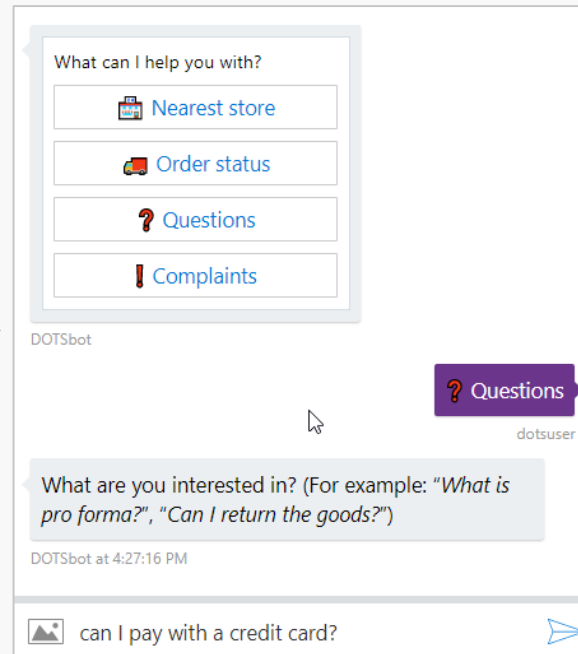 What can I help you with?
Nearest store
Order status
❓ Questions
❗ Complaints
DOTSbot
❓ Questions
dotsuser
What are you interested in? (For example: “What is
pro forma?”, “Can I return the goods?”)
DOTSbot at 4:27:16 PM
can I pay with a credit card?